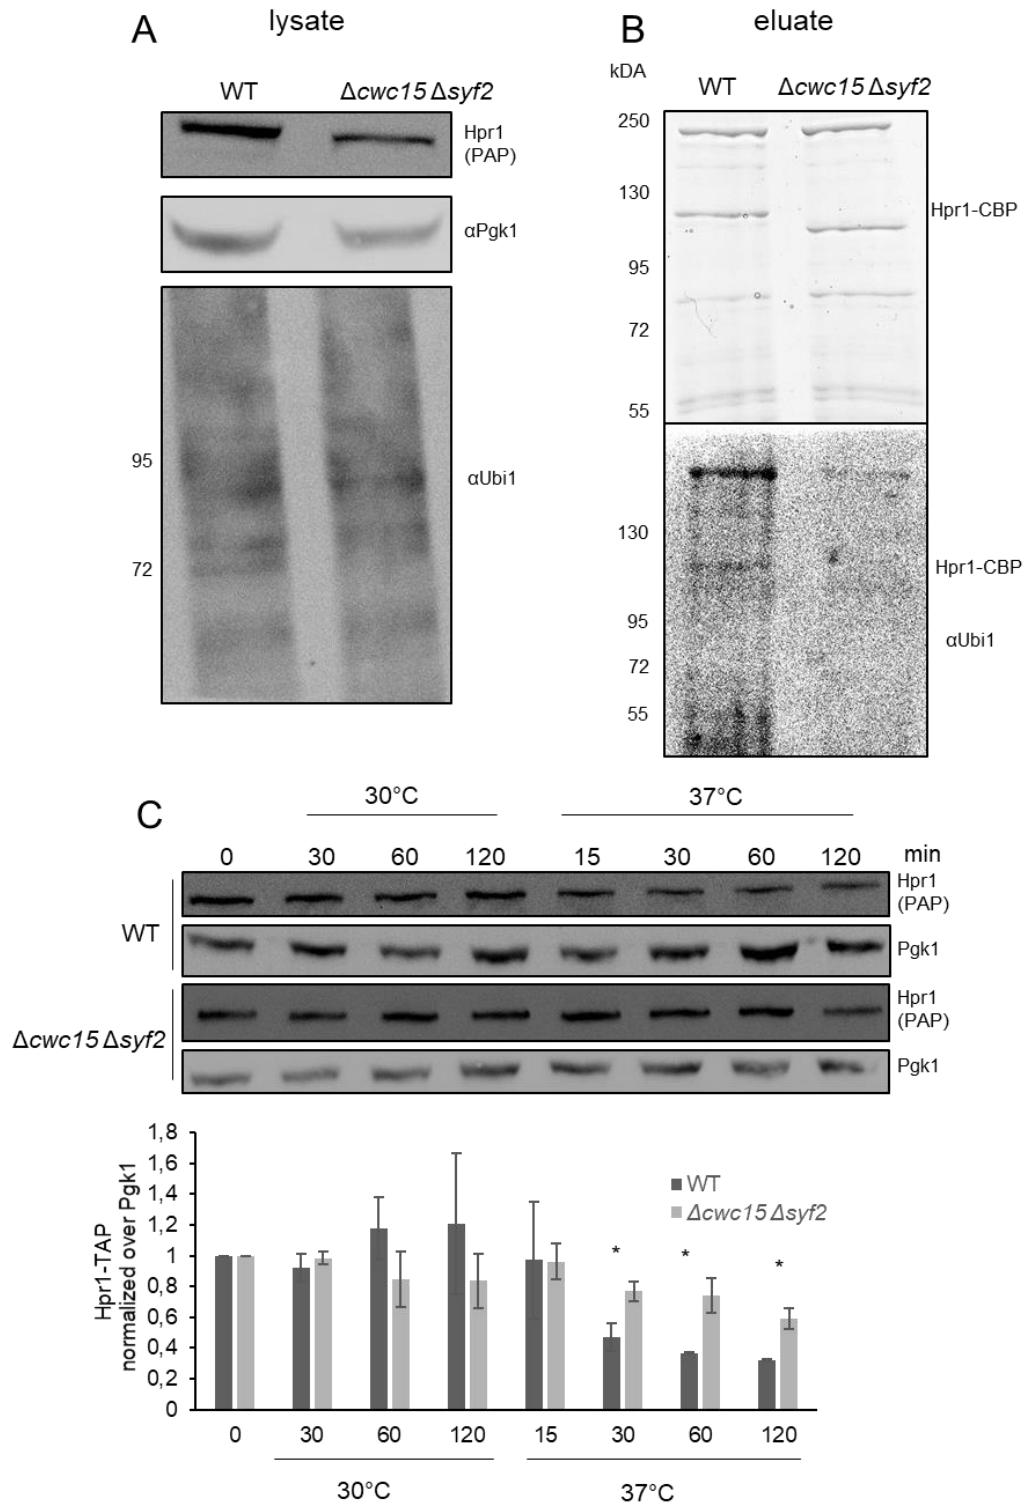 A
lysate
WT
Δcwc15 Δsyf2
Hpr1
(PAP)
αPgk1
95
αUbi1
72
B
eluate
kDA
WT
Δcwc15 Δsyf2
250
130
Hpr1-CBP
95
72
55
130
Hpr1-CBP
95
αUbi1
72
55
C
30°C
37°C
0 30 60 120 15 30 60 120 min
WT
Hpr1
(PAP)
Pgk1
Δcwc15 Δsyf2
Hpr1
(PAP)
Pgk1
Hpr1-TAP
normalized over Pgk1
1,8
1,6
1,4
1,2
1
0,8
0,6
0,4
0,2
0
WT
Δcwc15 Δsyf2
* * *
0 30 60 120 15 30 60 120
30°C
37°C